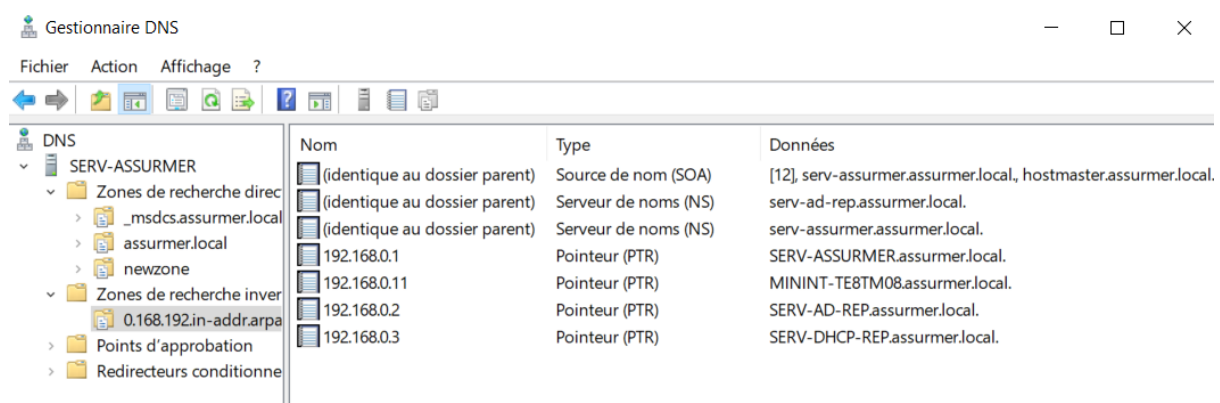 Gestionnaire DNS
Fichier Action Affichage ?
DNS
SERV-ASSURMER
Zones de recherche direc
_msdcs.assurmer.local
assurmer.local
newzone
Zones de recherche inver
0.168.192.in-addr.arpa
Points d'approbation
Redirecteurs conditionne
Nom Type Données
(identique au dossier parent) Source de nom (SOA) [12], serv-assurmer.assurmer.local., hostmaster.assurmer.local.
(identique au dossier parent) Serveur de noms (NS) serv-ad-rep.assurmer.local.
(identique au dossier parent) Serveur de noms (NS) serv-assurmer.assurmer.local.
192.168.0.1 Pointeur (PTR) SERV-ASSURMER.assurmer.local.
192.168.0.11 Pointeur (PTR) MININT-TE8TM08.assurmer.local.
192.168.0.2 Pointeur (PTR) SERV-AD-REP.assurmer.local.
192.168.0.3 Pointeur (PTR) SERV-DHCP-REP.assurmer.local.